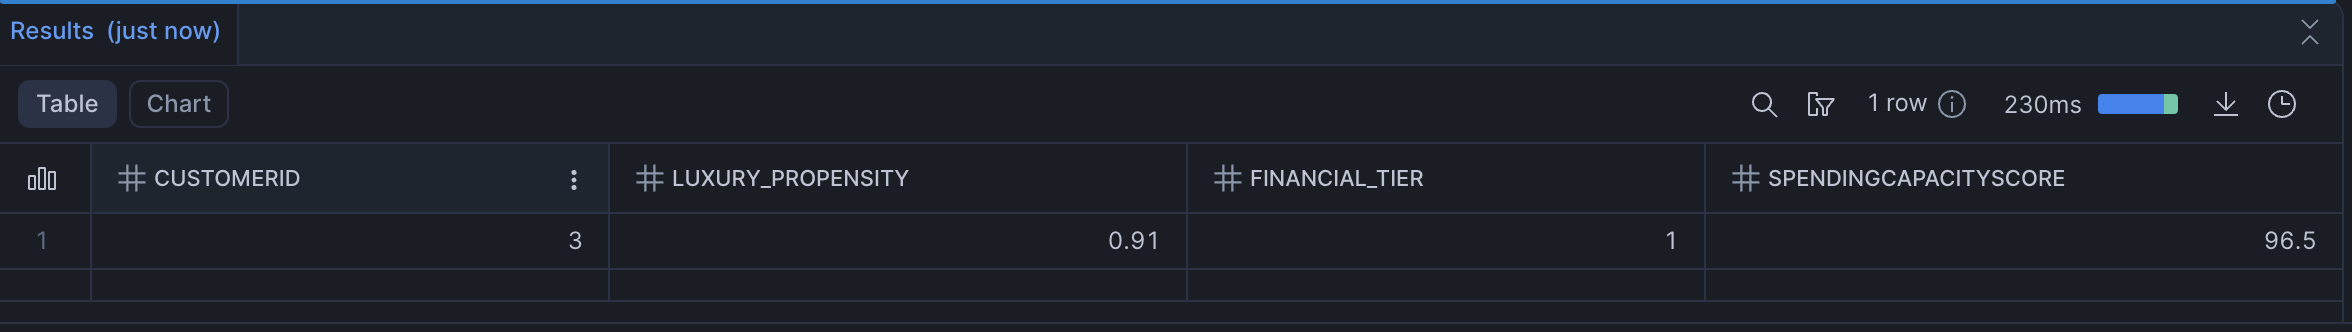 Results (just now)
Table Chart 1 row 230ms
CUSTOMERID LUXURY_PROPENSITY FINANCIAL_TIER SPENDINGCAPACITYSCORE
1 3 0.91 1 96.5